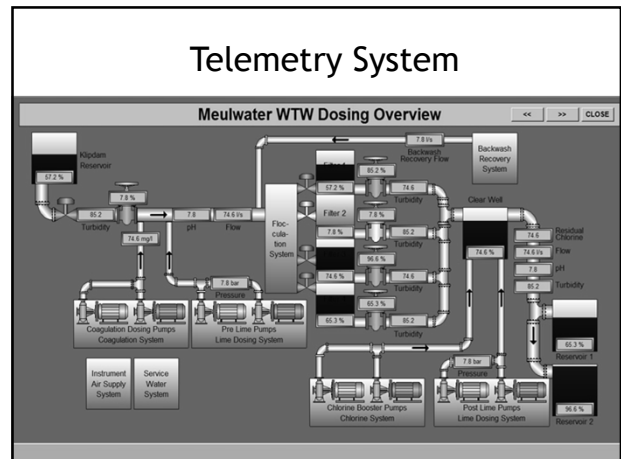 Telemetry System
Meulwater WTW Dosing Overview
<<
>>
CLOSE
Klipdam
Reservoir
57.2 %
85.2
Turbidity
7.8 %
74.6 mg/l
7.8
pH
74.6 l/s
Flow
7.8 l/s
Backwash
Recovery Flow
Backwash
Recovery
System
Floc-
cula-
tion
System
57.2 %
85.2 %
74.6
Turbidity
Filter 2
7.8 %
7.8 %
85.2
Turbidity
74.6 %
96.6 %
74.6
Turbidity
65.3 %
65.3 %
85.2
Turbidity
Clear Well
74.6 %
74.6
Residual
Chlorine
74.6 l/s
Flow
7.8
pH
85.2
Turbidity
65.3 %
Reservoir 1
96.6 %
Reservoir 2
7.8 bar
Pressure
Coagulation Dosing Pumps
Coagulation System
Pre Lime Pumps
Lime Dosing System
Instrument
Air Supply
System
Service
Water
System
Chlorine Booster Pumps
Chlorine System
7.8 bar
Pressure
Post Lime Pumps
Lime Dosing System